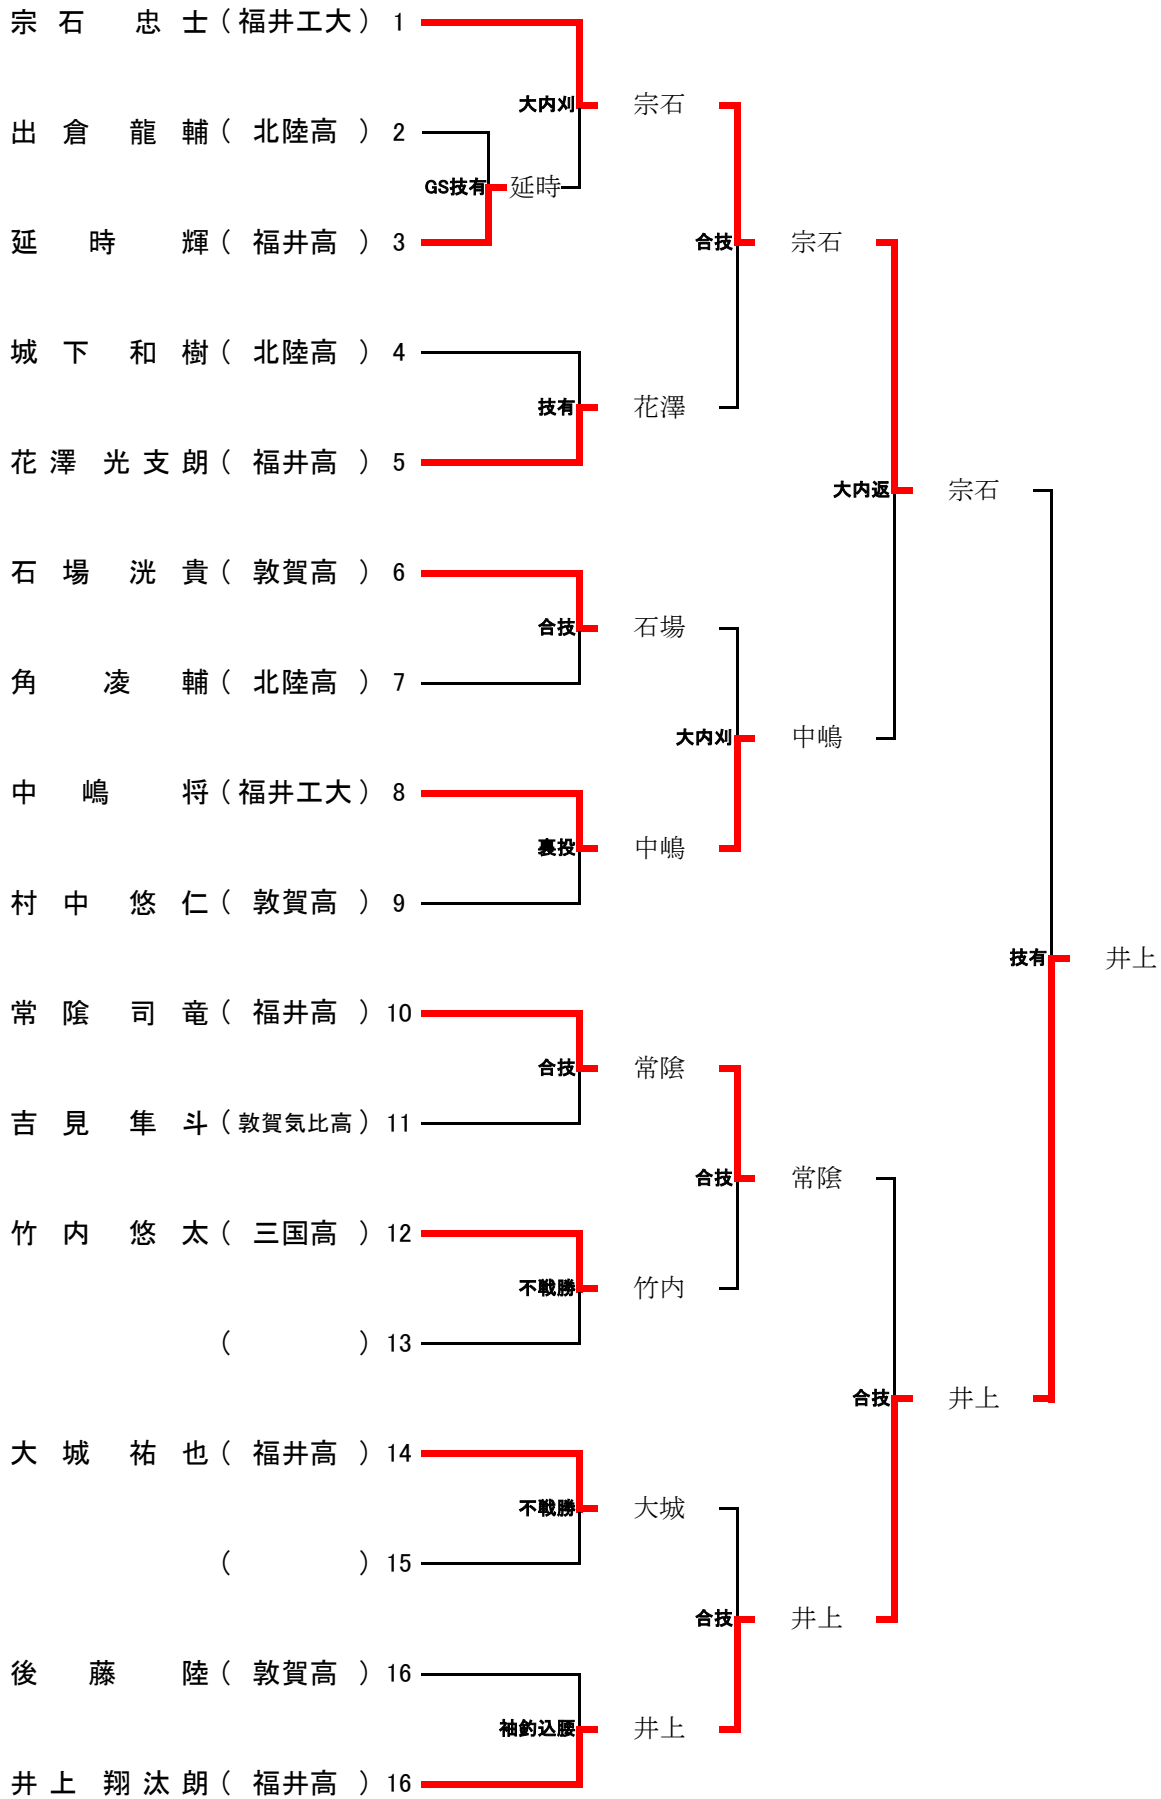 宗石 忠士(福井工大) 1
大内刈 宗石
出倉 龍輔( 北陸高 ) 2
GS技有 延時
延時 輝( 福井高 ) 3
合技 宗石
城下 和樹( 北陸高 ) 4
技有 花澤
花澤 光支朗( 福井高 ) 5
大内返 宗石
石場 洸貴( 敦賀高 ) 6
合技 石場
角 凌輔( 北陸高 ) 7
大内刈 中嶋
中嶋 将(福井工大) 8
裏投 中嶋
村中 悠仁( 敦賀高 ) 9
技有 井上
常陰 司竜( 福井高 ) 10
合技 常陰
吉見 隼斗(敦賀気比高) 11
合技 常陰
竹内 悠太( 三国高 ) 12
不戦勝 竹内
( ) 13
合技 井上
大城 祐也( 福井高 ) 14
不戦勝 大城
( ) 15
合技 井上
後藤 陸( 敦賀高 ) 16
袖釣込腰 井上
井上 翔汰朗( 福井高 ) 16